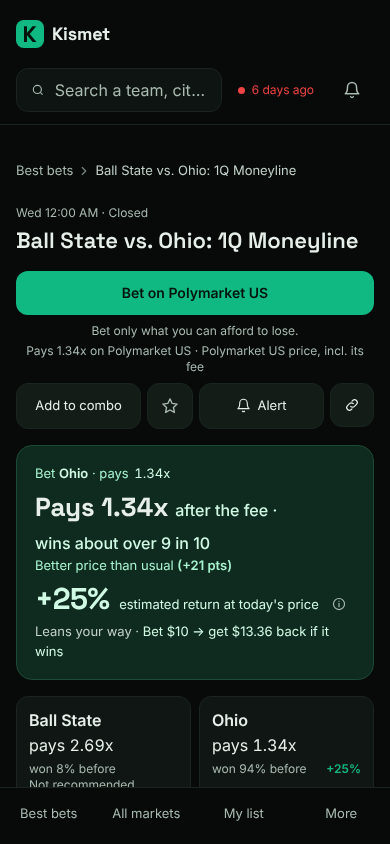 K Kismet
Search a team, cit...
6 days ago
Best bets > Ball State vs. Ohio: 1Q Moneyline
Wed 12:00 AM · Closed
Ball State vs. Ohio: 1Q Moneyline
Bet on Polymarket US
Bet only what you can afford to lose.
Pays 1.34x on Polymarket US · Polymarket US price, incl. its
fee
Add to combo
Alert
Bet Ohio · pays 1.34x
Pays 1.34x after the fee ·
wins about over 9 in 10
Better price than usual (+21 pts)
+25% estimated return at today's price
Leans your way · Bet $10 → get $13.36 back if it
wins
Ball State
pays 2.69x
won 8% before
Not recommended
Ohio
pays 1.34x
won 94% before +25%
Best bets
All markets
My list
More